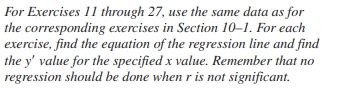 For Exercises 11 through 27, use the same data as for
the corresponding exercises in Section 10–1. For each
exercise, find the equation of the regression line and find
the y′ value for the specified x value. Remember that no
regression should be done when r is not significant.